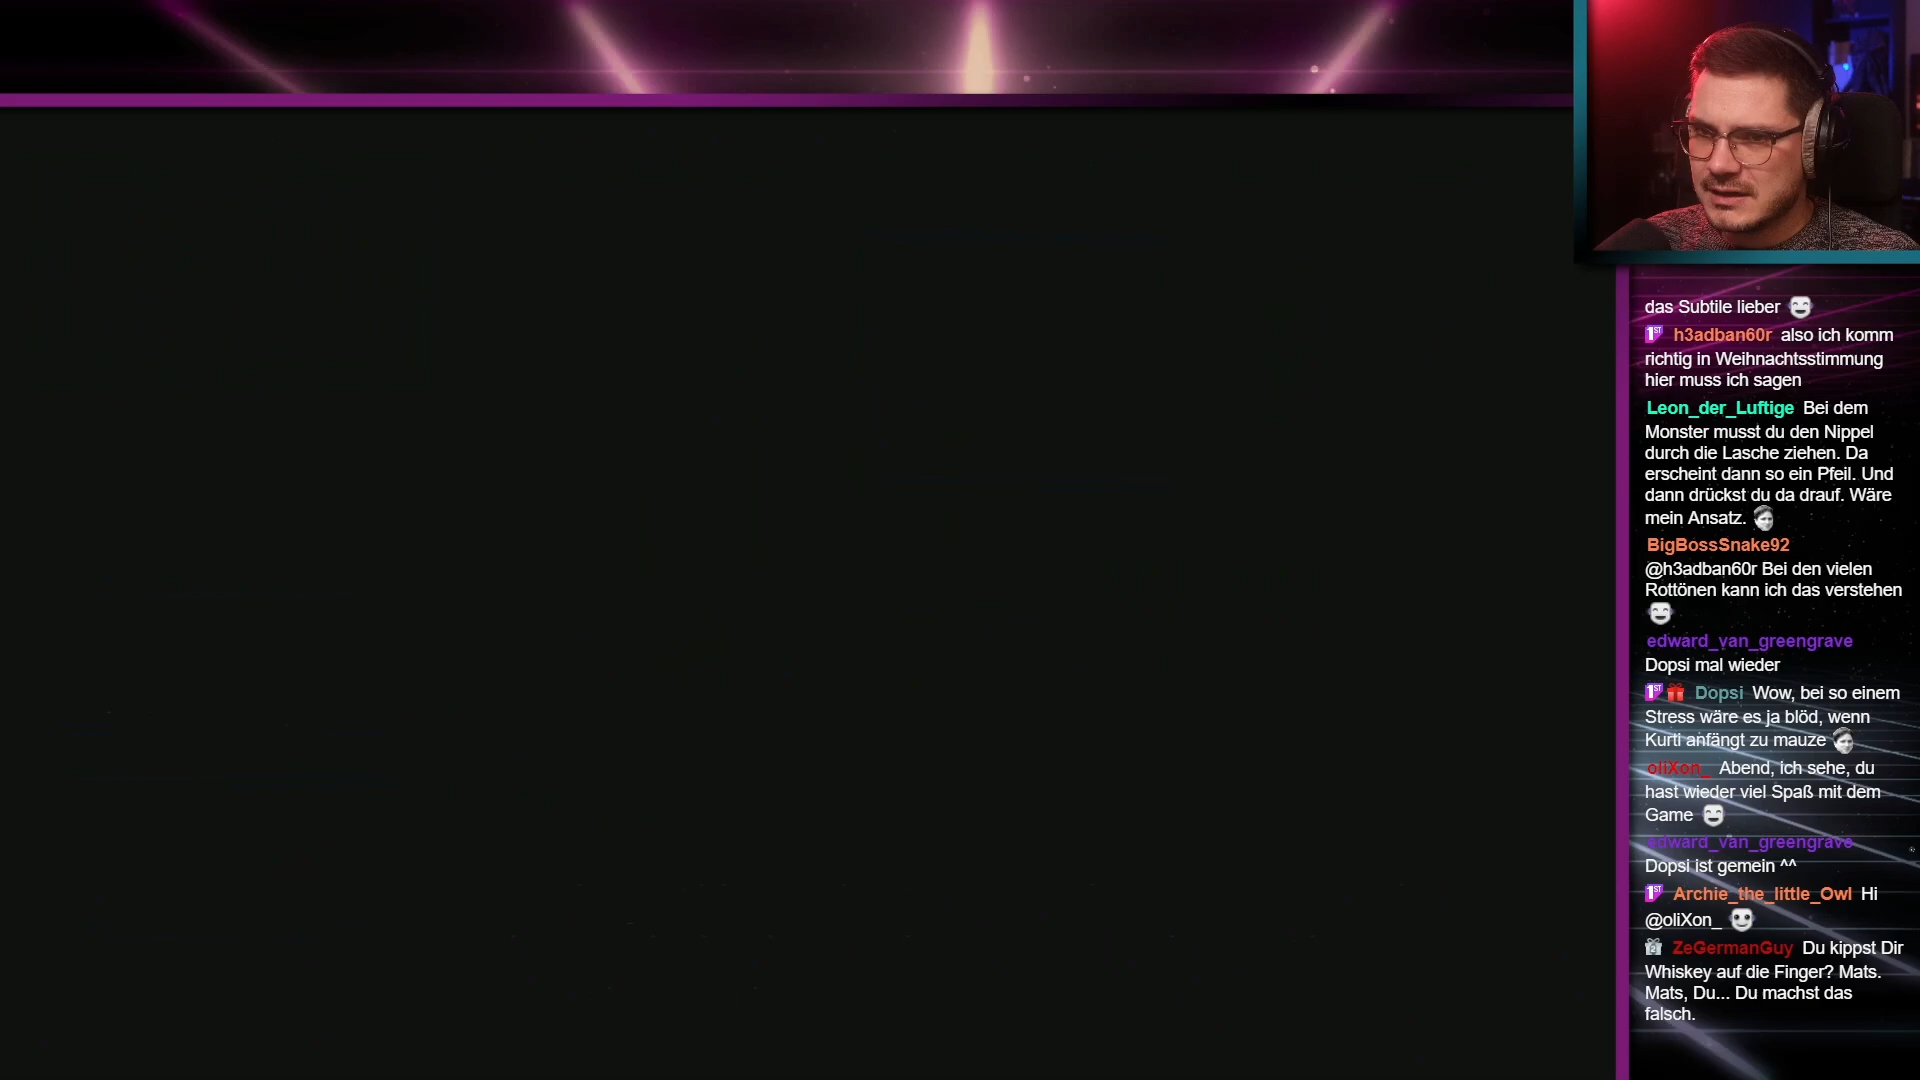 das Subtile lieber
h3adban60r also ich komm
richtig in Weihnachtsstimmung
hier muss ich sagen
Leon_der_Luftige Bei dem
Monster musst du den Nippel
durch die Lasche ziehen. Da
erscheint dann so ein Pfeil. Und
dann drückst du da drauf. Wäre
mein Ansatz.
BigBossSnake92
@h3adban60r Bei den vielen
Rottönen kann ich das verstehen
edward_van_greengrave
Dopsi mal wieder
1ST Dopsi Wow, bei so einem
Stress wäre es ja blöd, wenn
Kurti anfängt zu mauze
oliXon_ Abend, ich sehe, du
hast wieder viel Spaß mit dem
Game
edward_van_greengrave
Dopsi ist gemein ^^
1ST Archie_the_little_Owl Hi
@oliXon_
ZeGermanGuy Du kippst Dir
Whiskey auf die Finger? Mats.
Mats, Du... Du machst das
falsch.